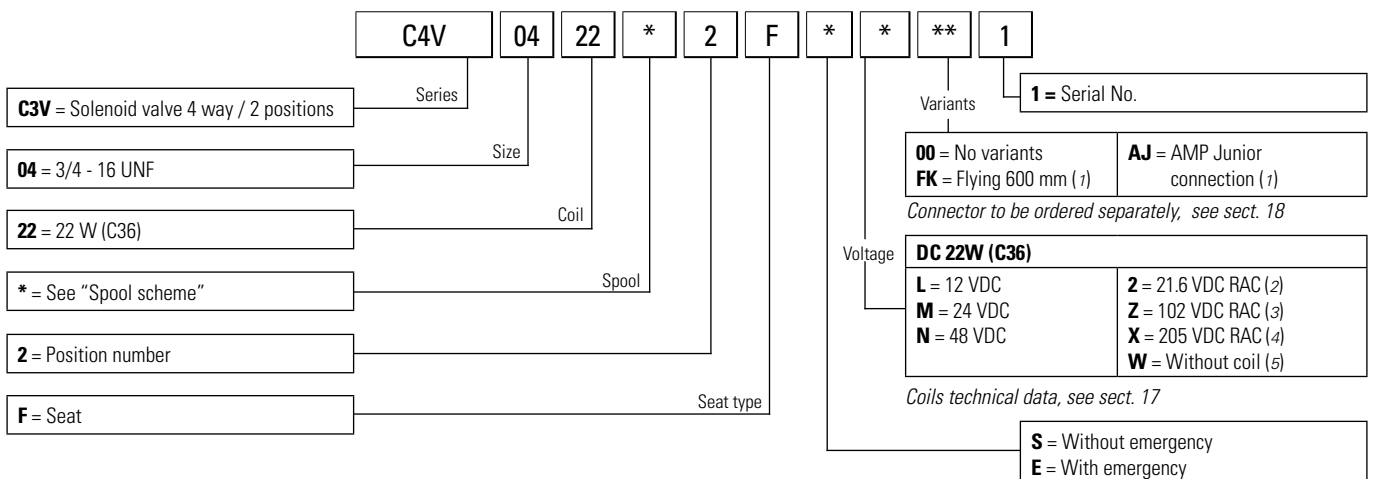 C4V 04 22 * 2 F * * ** 1
Series
C3V = Solenoid valve 4 way / 2 positions
Size
04 = 3/4 - 16 UNF
Coil
22 = 22 W (C36)
Spool
* = See "Spool scheme"
2 = Position number
Seat type
F = Seat
1 = Serial No.
Variants
00 = No variants
FK = Flying 600 mm (1)
AJ = AMP Junior
connection (1)
Connector to be ordered separately, see sect. 18
Voltage
DC 22W (C36)
L = 12 VDC
M = 24 VDC
N = 48 VDC
2 = 21.6 VDC RAC (2)
Z = 102 VDC RAC (3)
X = 205 VDC RAC (4)
W = Without coil (5)
Coils technical data, see sect. 17
S = Without emergency
E = With emergency